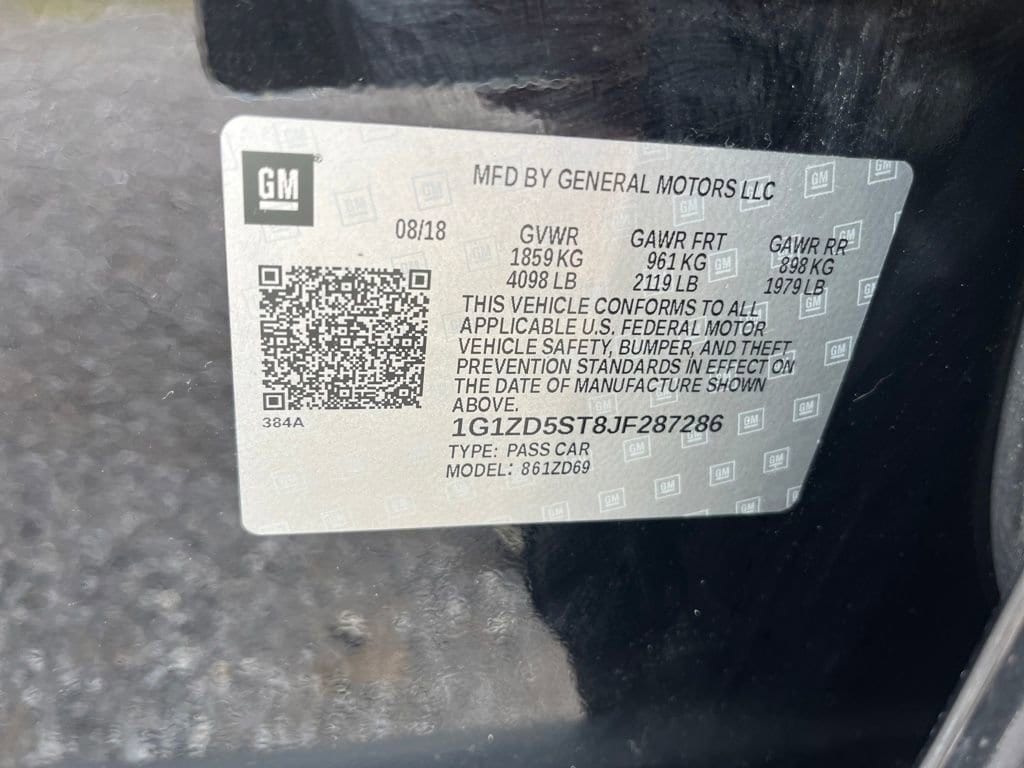 GM
MFD BY GENERAL MOTORS LLC
08/18
GVWR GAWR FRT GAWR RR
1859 KG 961 KG 898 KG
4098 LB 2119 LB 1979 LB
THIS VEHICLE CONFORMS TO ALL
APPLICABLE U.S. FEDERAL MOTOR
VEHICLE SAFETY, BUMPER, AND THEFT
PREVENTION STANDARDS IN EFFECT ON
THE DATE OF MANUFACTURE SHOWN
ABOVE.
384A
1G1ZD5ST8JF287286
TYPE: PASS CAR
MODEL: 861ZD69